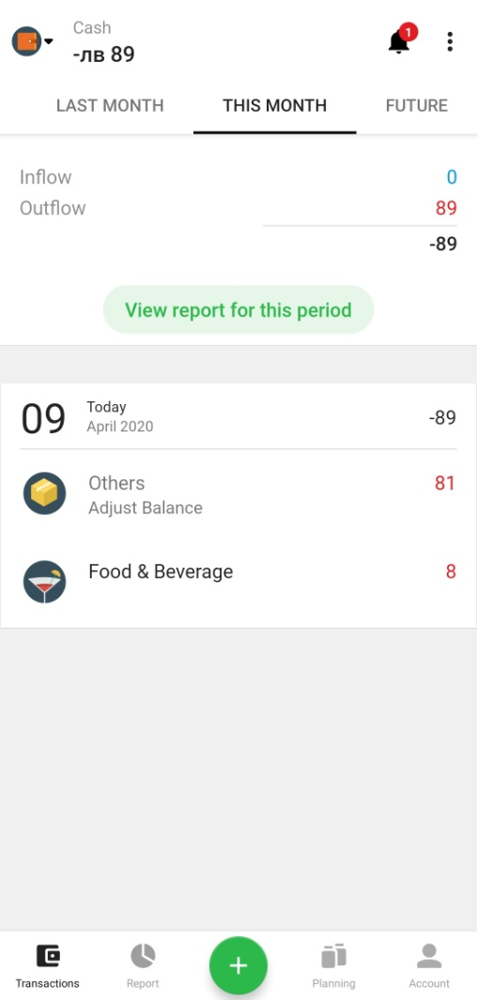 Cash
-лв 89
1
LAST MONTH
THIS MONTH
FUTURE
Inflow 0
Outflow 89
-89
View report for this period
09
Today
April 2020
-89
Others 81
Adjust Balance
Food & Beverage 8
Transactions
Report
Planning
Account